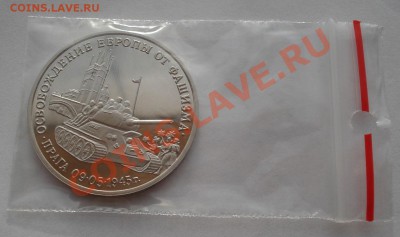 COINS.LAVE.RU
COINS.LAVE.RU
· ОСВОБОЖДЕНИЕ ЕВРОПЫ ОТ ФАШИЗМА ·
ПРАГА 09·05·1945г.